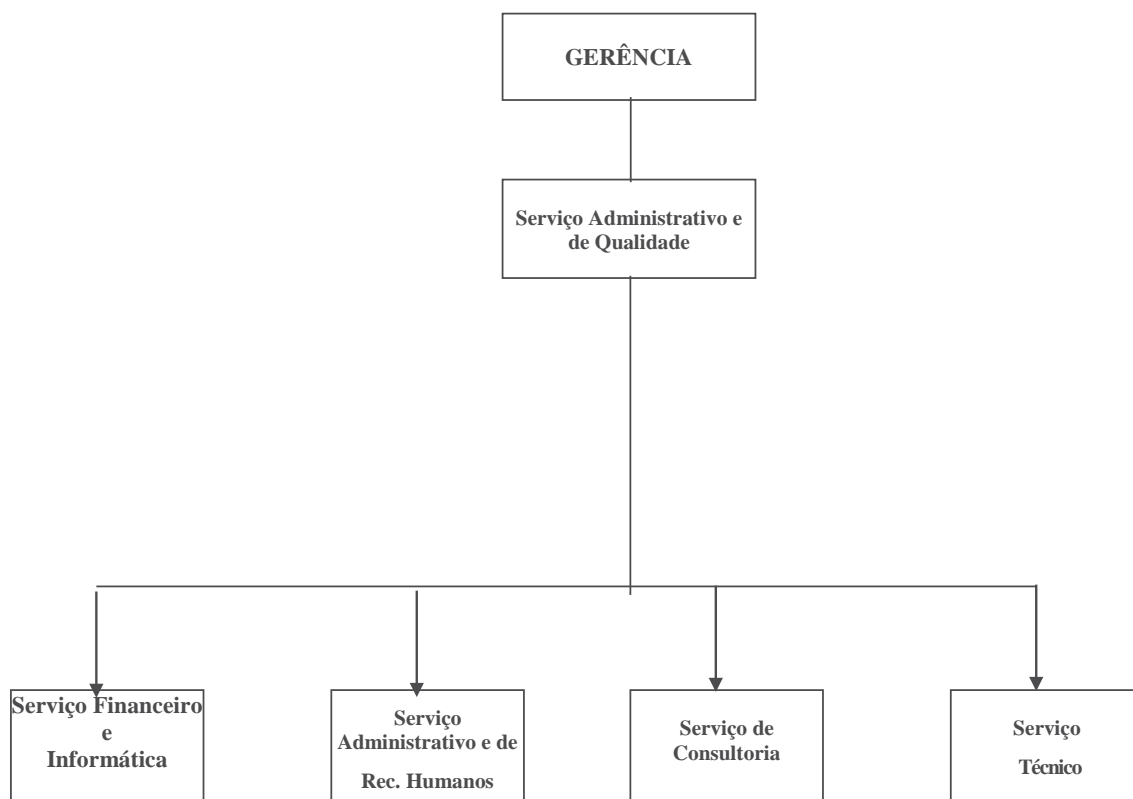 GERÊNCIA
Serviço Administrativo e
de Qualidade
Serviço Financeiro
e
Informática
Serviço
Administrativo e de
Rec. Humanos
Serviço de
Consultoria
Serviço
Técnico